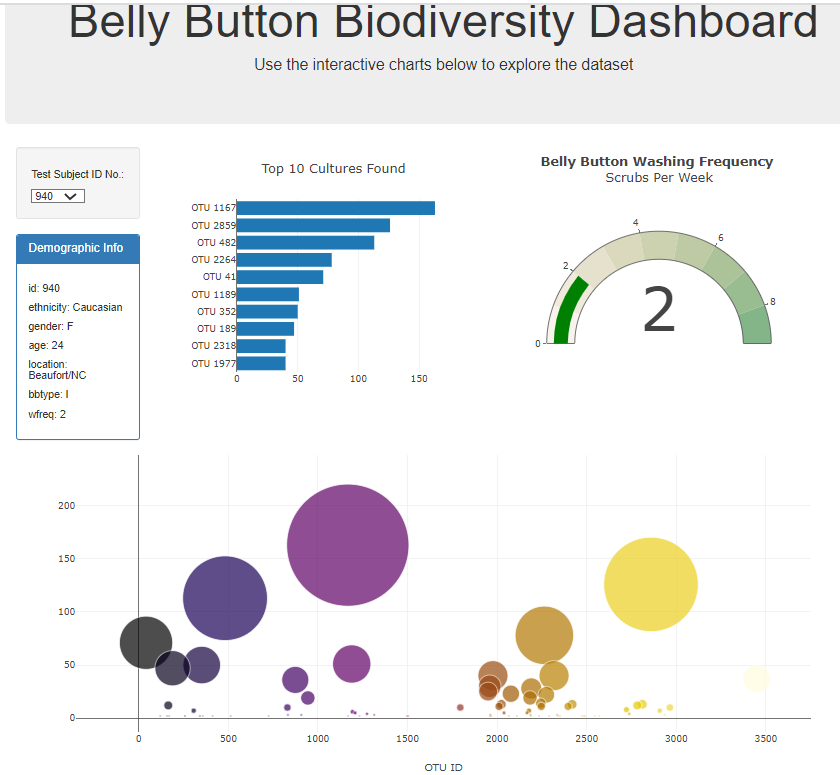 Belly Button Biodiversity Dashboard
Use the interactive charts below to explore the dataset
Test Subject ID No.:
940
Demographic Info
id: 940
ethnicity: Caucasian
gender: F
age: 24
location:
Beaufort/NC
bbtype: I
wfreq: 2
Top 10 Cultures Found
OTU 1167
OTU 2859
OTU 482
OTU 2264
OTU 41
OTU 1189
OTU 352
OTU 189
OTU 2318
OTU 1977
0 50 100 150
Belly Button Washing Frequency
Scrubs Per Week
0
2
4
6
8
2
200
150
100
50
0
0 500 1000 1500 2000 2500 3000 3500
OTU ID